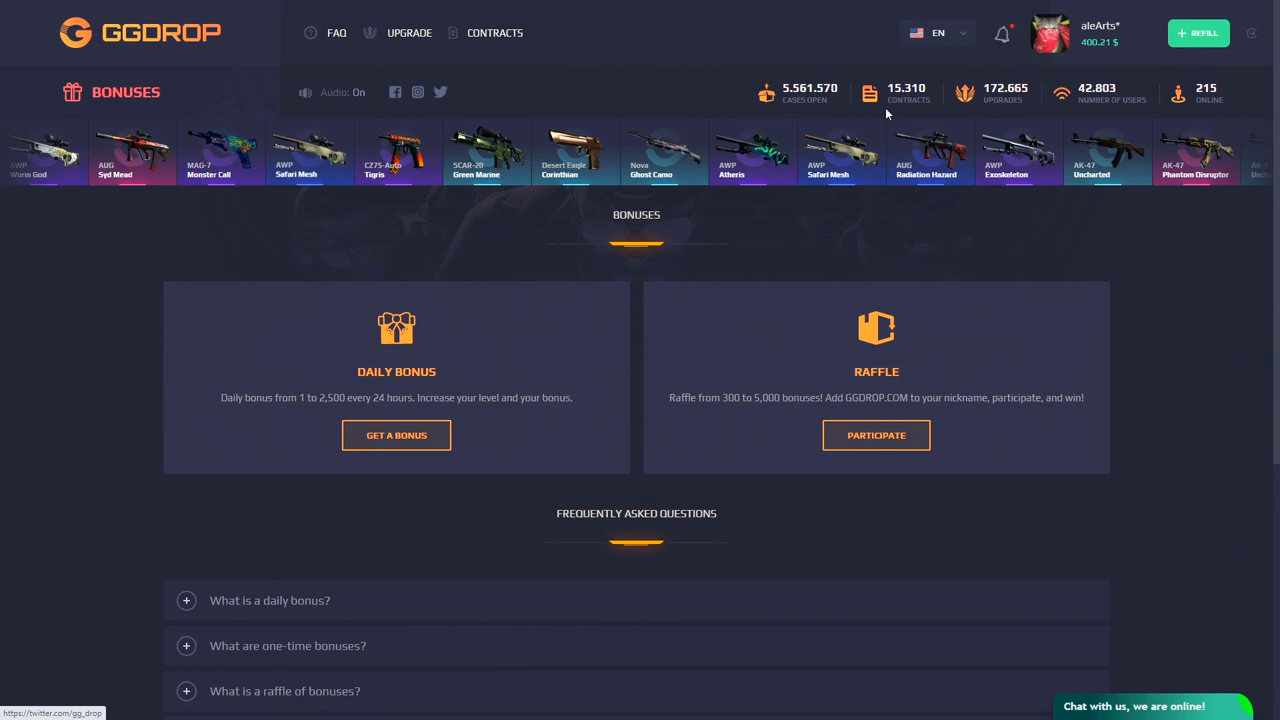 GGDROP
FAQ
UPGRADE
CONTRACTS
EN
aleArts*
400.21 $
REFILL
BONUSES
Audio: On
5.561.570
CASES OPEN
15.310
CONTRACTS
172.665
UPGRADES
42.803
NUMBER OF USERS
215
ONLINE
AWP
Worm God
AUG
Syd Mead
MAG-7
Monster Call
AWP
Safari Mesh
CZ75-Auto
Tigris
SCAR-20
Green Marine
Desert Eagle
Corinthian
Nova
Ghost Camo
AWP
Atheris
AWP
Safari Mesh
AUG
Radiation Hazard
AWP
Exoskeleton
AK-47
Uncharted
AK-47
Phantom Disruptor
BONUSES
DAILY BONUS
Daily bonus from 1 to 2,500 every 24 hours. Increase your level and your bonus.
GET A BONUS
RAFFLE
Raffle from 300 to 5,000 bonuses! Add GGDROP.COM to your nickname, participate, and win!
PARTICIPATE
FREQUENTLY ASKED QUESTIONS
What is a daily bonus?
What are one-time bonuses?
What is a raffle of bonuses?
Chat with us, we are online!
https://twitter.com/gg_drop